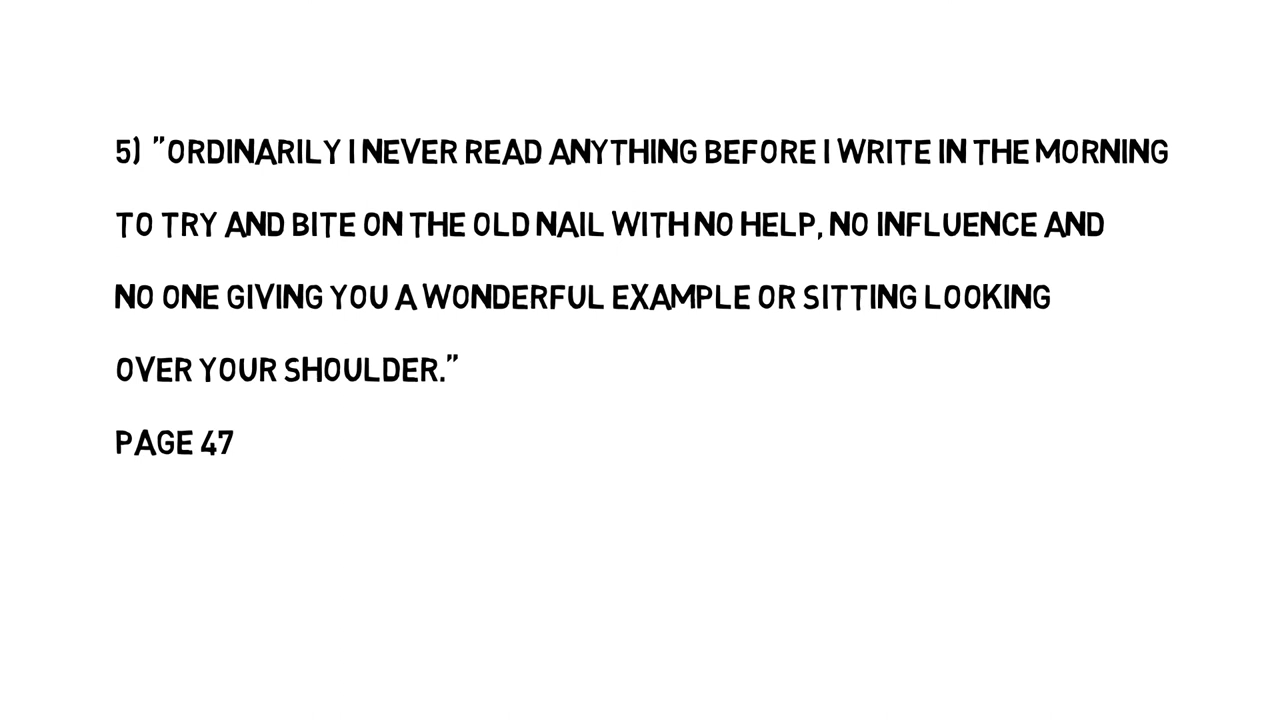 5) "ORDINARILY I NEVER READ ANYTHING BEFORE I WRITE IN THE MORNING
TO TRY AND BITE ON THE OLD NAIL WITH NO HELP, NO INFLUENCE AND
NO ONE GIVING YOU A WONDERFUL EXAMPLE OR SITTING LOOKING
OVER YOUR SHOULDER."
PAGE 47